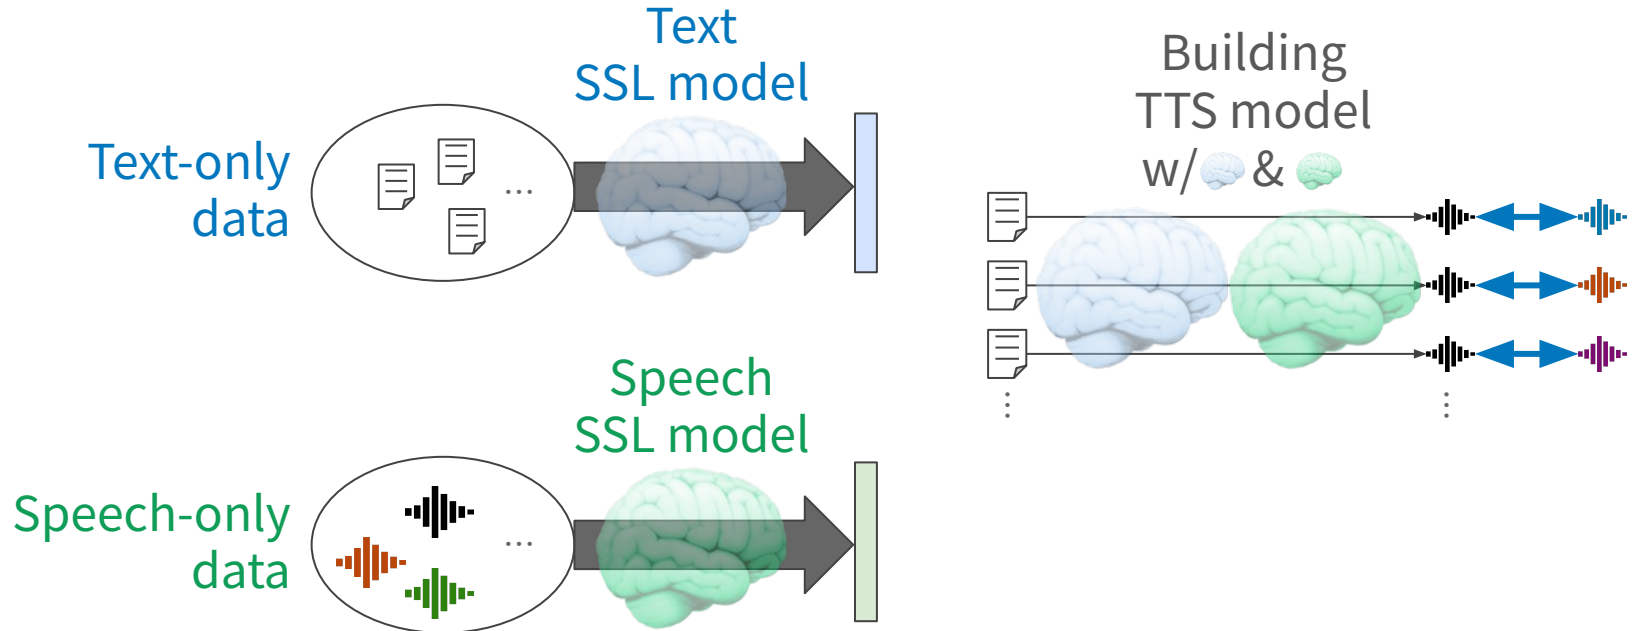 Text
SSL model
Text-only
data
...
Speech
SSL model
Speech-only
data
...
Building
TTS model
w/ &
...
...